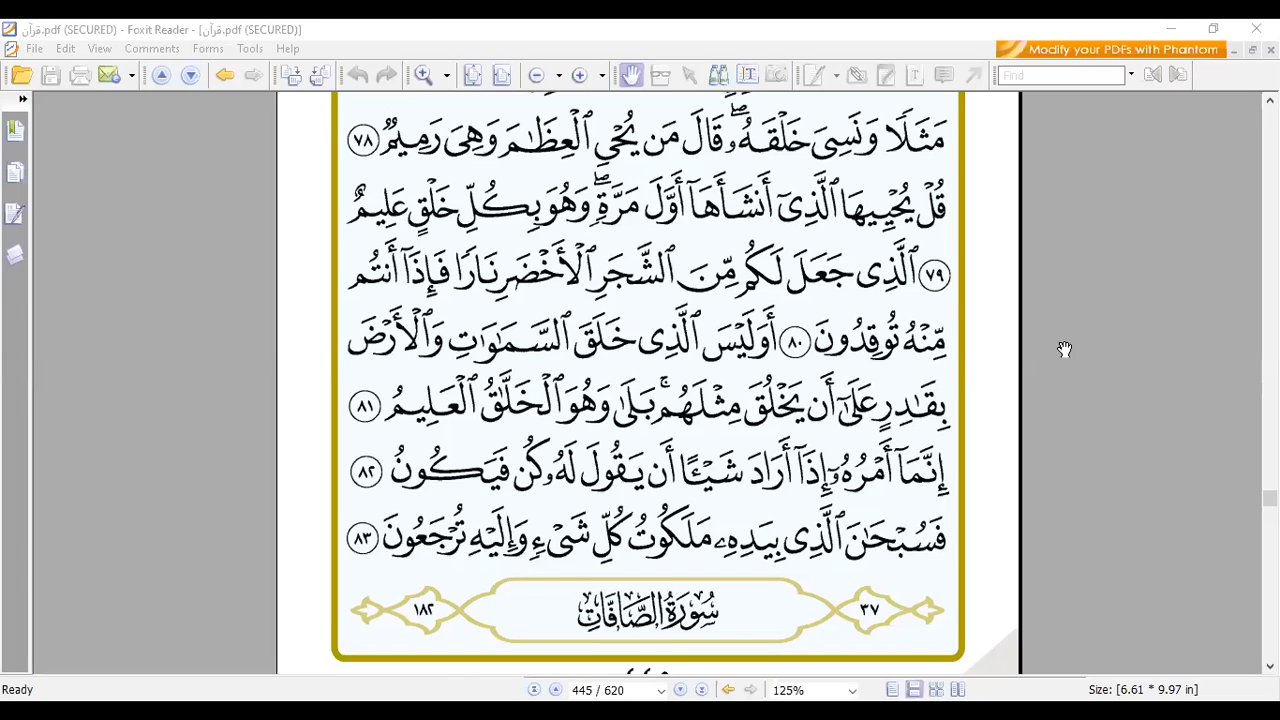 قرآن.pdf (SECURED) - Foxit Reader - [قرآن.pdf (SECURED)]
File Edit View Comments Forms Tools Help
Modify your PDFs with Phantom
Find
125%
مَثَلًا وَنَسِيَ خَلْقَهُۥۖ قَالَ مَن يُحْيِ ٱلْعِظَٰمَ وَهِىَ رَمِيمٌ ٧٨
قُلْ يُحْيِيهَا ٱلَّذِىٓ أَنشَأَهَآ أَوَّلَ مَرَّةٍۖ وَهُوَ بِكُلِّ خَلْقٍ عَلِيمٌ
٧٩ ٱلَّذِى جَعَلَ لَكُم مِّنَ ٱلشَّجَرِ ٱلْأَخْضَرِ نَارًا فَإِذَآ أَنتُم
مِّنْهُ تُوقِدُونَ ٨٠ أَوَلَيْسَ ٱلَّذِى خَلَقَ ٱلسَّمَٰوَٰتِ وَٱلْأَرْضَ
بِقَٰدِرٍ عَلَىٰٓ أَن يَخْلُقَ مِثْلَهُمۚ بَلَىٰ وَهُوَ ٱلْخَلَّٰقُ ٱلْعَلِيمُ ٨١
إِنَّمَآ أَمْرُهُۥٓ إِذَآ أَرَادَ شَيْـًٔا أَن يَقُولَ لَهُۥ كُن فَيَكُونُ ٨٢
فَسُبْحَٰنَ ٱلَّذِى بِيَدِهِۦ مَلَكُوتُ كُلِّ شَىْءٍ وَإِلَيْهِ تُرْجَعُونَ ٨٣
٣٧ سُورَةُ الصَّافَّاتِ ١٨٢
Ready 445 / 620 125% Size: [6.61 * 9.97 in]